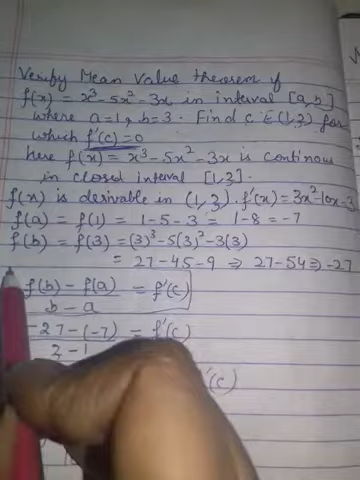 Verify Mean Value theorem if
f(x) = x³ - 5x² - 3x in interval [a,b]
where a=1, b=3. Find c ∈ (1,3) for
which f'(c)=0
here f(x) = x³ - 5x² - 3x is continous
in closed interval [1,3].
f(x) is derivable in (1,3). f'(x) = 3x² - 10x - 3
f(a) = f(1) = 1 - 5 - 3 = 1 - 8 = -7
f(b) = f(3) = (3)³ - 5(3)² - 3(3)
= 27 - 45 - 9 ⇒ 27 - 54 ⇒ -27
f(b) - f(a) / b - a = f'(c)
-27 - (-7) / 3 - 1 = f'(c)
f'(c)